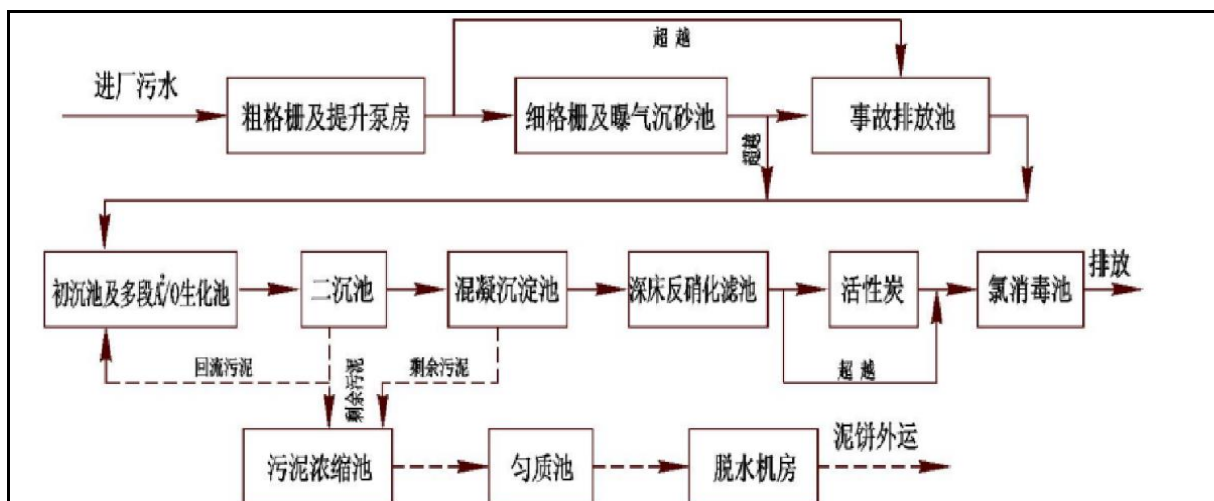 超越
进厂污水
粗格栅及提升泵房
细格栅及曝气沉砂池
事故排放池
超越
初沉池及多段A²/O生化池
二沉池
混凝沉淀池
深床反硝化滤池
活性炭
氯消毒池
排放
回流污泥
剩余污泥
剩余污泥
超越
污泥浓缩池
匀质池
脱水机房
泥饼外运